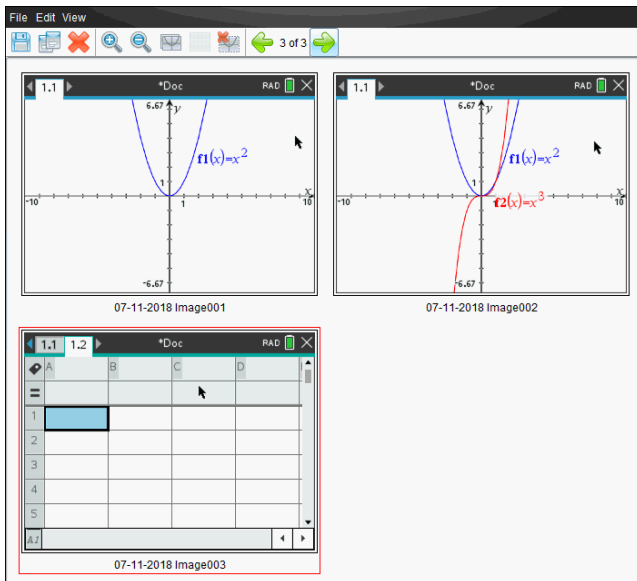 File Edit View
3 of 3
1.1 *Doc RAD
6.67 y
f1(x)=x²
1
x
-10 1 10
-6.67
07-11-2018 Image001
1.1 *Doc RAD
6.67 y
f1(x)=x²
1
x
-10 f2(x)=x³ 10
-6.67
07-11-2018 Image002
1.1 1.2 *Doc RAD
A B C D
=
1
2
3
4
5
A1
07-11-2018 Image003